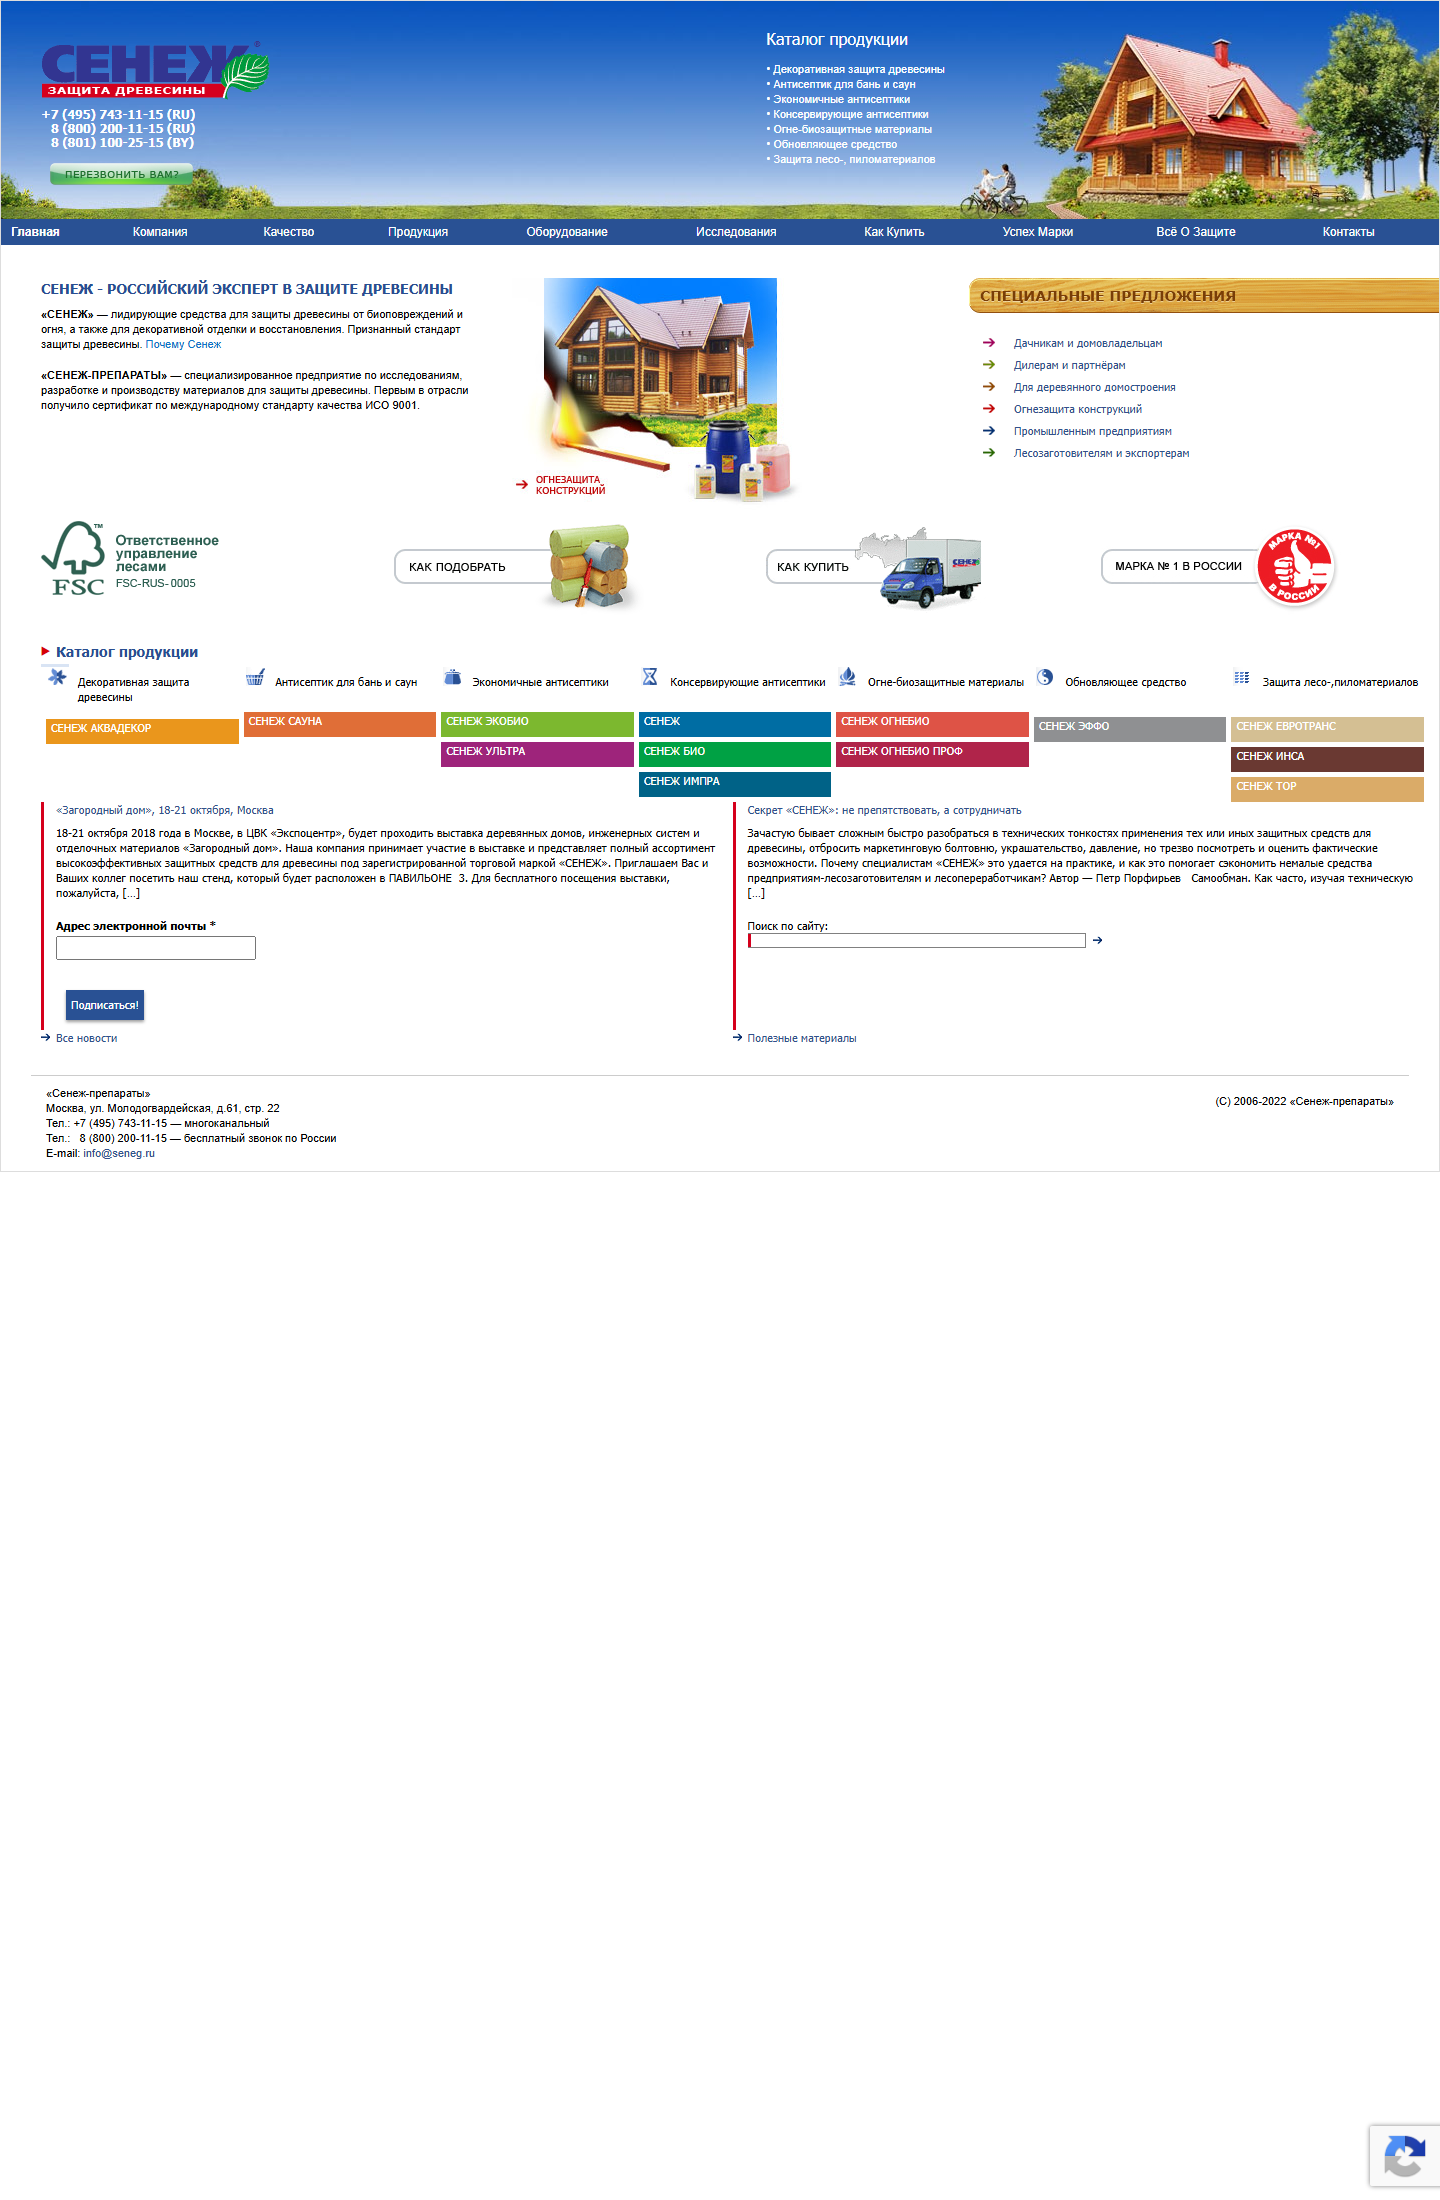 СЕНЕЖ®
ЗАЩИТА ДРЕВЕСИНЫ
+7 (495) 743-11-15 (RU)
8 (800) 200-11-15 (RU)
8 (801) 100-25-15 (BY)
ПЕРЕЗВОНИТЬ ВАМ?
Каталог продукции
• Декоративная защита древесины
• Антисептик для бань и саун
• Экономичные антисептики
• Консервирующие антисептики
• Огне-биозащитные материалы
• Обновляющее средство
• Защита лесо-, пиломатериалов
Главная Компания Качество Продукция Оборудование Исследования Как Купить Успех Марки Всё О Защите Контакты
СЕНЕЖ - РОССИЙСКИЙ ЭКСПЕРТ В ЗАЩИТЕ ДРЕВЕСИНЫ
«СЕНЕЖ» — лидирующие средства для защиты древесины от биоповреждений и
огня, а также для декоративной отделки и восстановления. Признанный стандарт
защиты древесины. Почему Сенеж
«СЕНЕЖ-ПРЕПАРАТЫ» — специализированное предприятие по исследованиям,
разработке и производству материалов для защиты древесины. Первым в отрасли
получило сертификат по международному стандарту качества ИСО 9001.
ОГНЕЗАЩИТА
КОНСТРУКЦИЙ
СПЕЦИАЛЬНЫЕ ПРЕДЛОЖЕНИЯ
Дачникам и домовладельцам
Дилерам и партнёрам
Для деревянного домостроения
Огнезащита конструкций
Промышленным предприятиям
Лесозаготовителям и экспортерам
TM
FSC
Ответственное
управление
лесами
FSC-RUS-0005
КАК ПОДОБРАТЬ
КАК КУПИТЬ
СЕНЕЖ
МАРКА № 1 В РОССИИ
МАРКА №1
В РОССИИ
Каталог продукции
Декоративная защита
древесины
СЕНЕЖ АКВАДЕКОР
Антисептик для бань и саун
СЕНЕЖ САУНА
Экономичные антисептики
СЕНЕЖ ЭКОБИО
СЕНЕЖ УЛЬТРА
Консервирующие антисептики
СЕНЕЖ
СЕНЕЖ БИО
СЕНЕЖ ИМПРА
Огне-биозащитные материалы
СЕНЕЖ ОГНЕБИО
СЕНЕЖ ОГНЕБИО ПРОФ
Обновляющее средство
СЕНЕЖ ЭФФО
Защита лесо-,пиломатериалов
СЕНЕЖ ЕВРОТРАНС
СЕНЕЖ ИНСА
СЕНЕЖ ТОР
«Загородный дом», 18-21 октября, Москва
18-21 октября 2018 года в Москве, в ЦВК «Экспоцентр», будет проходить выставка деревянных домов, инженерных систем и
отделочных материалов «Загородный дом». Наша компания принимает участие в выставке и представляет полный ассортимент
высокоэффективных защитных средств для древесины под зарегистрированной торговой маркой «СЕНЕЖ». Приглашаем Вас и
Ваших коллег посетить наш стенд, который будет расположен в ПАВИЛЬОНЕ 3. Для бесплатного посещения выставки,
пожалуйста, […]
Адрес электронной почты *
Подписаться!
Все новости
Секрет «СЕНЕЖ»: не препятствовать, а сотрудничать
Зачастую бывает сложным быстро разобраться в технических тонкостях применения тех или иных защитных средств для
древесины, отбросить маркетинговую болтовню, украшательство, давление, но трезво посмотреть и оценить фактические
возможности. Почему специалистам «СЕНЕЖ» это удается на практике, и как это помогает сэкономить немалые средства
предприятиям-лесозаготовителям и лесопереработчикам? Автор — Петр Порфирьев Самообман. Как часто, изучая техническую
[…]
Поиск по сайту:
Полезные материалы
«Сенеж-препараты»
Москва, ул. Молодогвардейская, д.61, стр. 22
Тел.: +7 (495) 743-11-15 — многоканальный
Тел.: 8 (800) 200-11-15 — бесплатный звонок по России
E-mail: info@seneg.ru
(C) 2006-2022 «Сенеж-препараты»